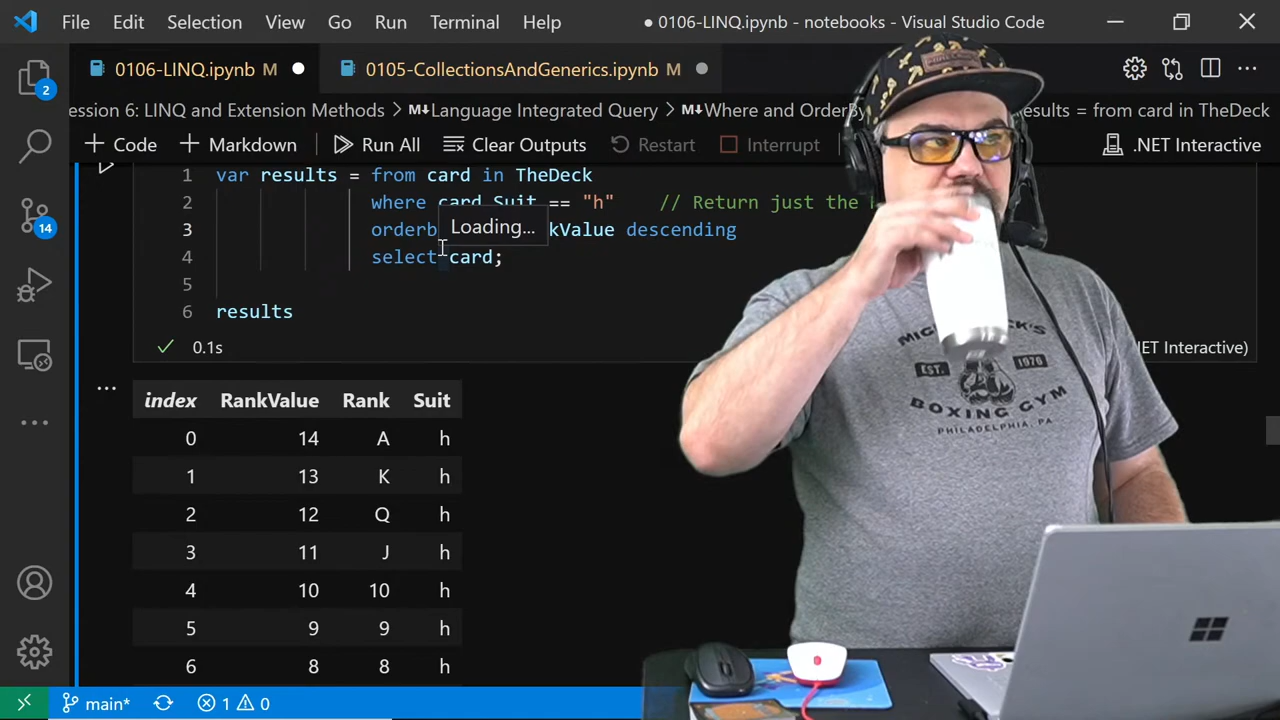 File Edit Selection View Go Run Terminal Help ● 0106-LINQ.ipynb - notebooks - Visual Studio Code
0106-LINQ.ipynb M 0105-CollectionsAndGenerics.ipynb M
2
ession 6: LINQ and Extension Methods > M↓Language Integrated Query > M↓Where and OrderBy esults = from card in TheDeck
+ Code + Markdown Run All Clear Outputs Restart Interrupt .NET Interactive
1 var results = from card in TheDeck
2 where card.Suit == "h" // Return just the
3 orderb kValue descending
Loading...
14
4 select card;
5
6 results
0.1s NET Interactive)
index RankValue Rank Suit
0 14 A h
1 13 K h
2 12 Q h
3 11 J h
4 10 10 h
5 9 9 h
6 8 8 h
main* 1 0
EST. 1976
BOXING GYM
PHILADELPHIA, PA